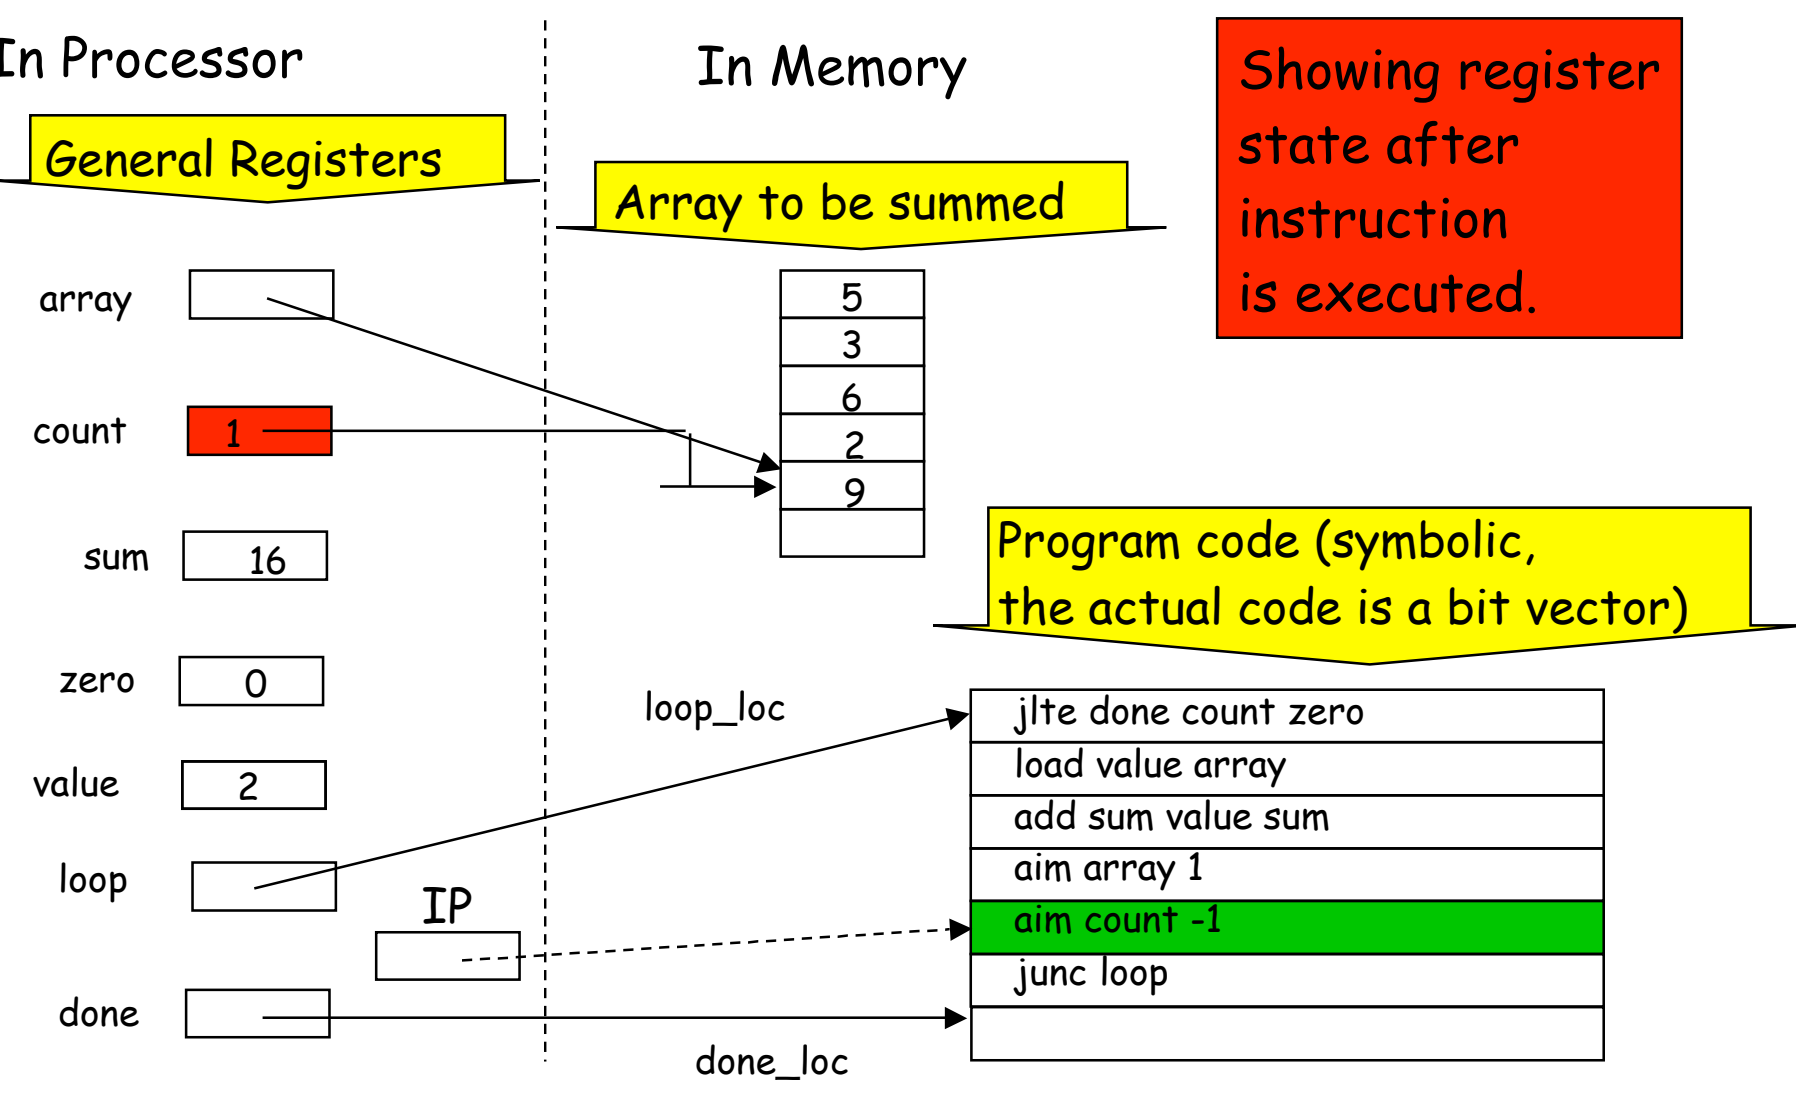 In Processor
In Memory
Showing register
state after
instruction
is executed.
General Registers
Array to be summed
array
5
3
6
2
9
count
1
sum
16
zero
0
value
2
loop
IP
done
loop_loc
done_loc
Program code (symbolic,
the actual code is a bit vector)
jlte done count zero
load value array
add sum value sum
aim array 1
aim count -1
junc loop